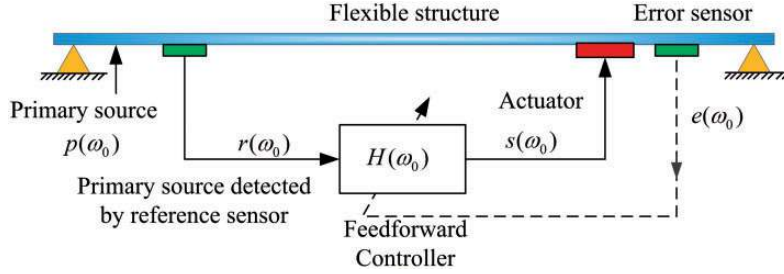 Flexible structure
Error sensor
Primary source
p(ω₀)
Actuator
e(ω₀)
r(ω₀)
H(ω₀)
s(ω₀)
Primary source detected
by reference sensor
Feedforward
Controller